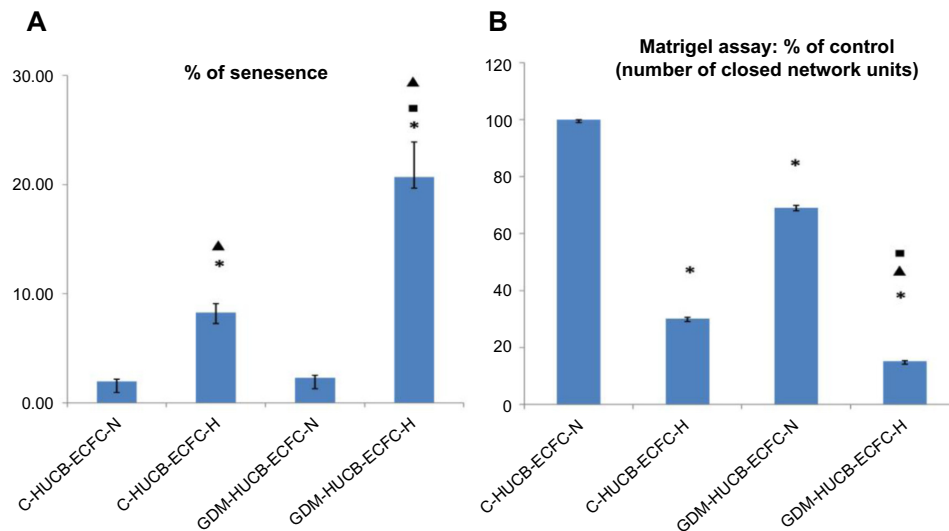 A
% of senesence
30.00
20.00
10.00
0.00
▲
*
▲
■
*
C-HUCB-ECFC-N
C-HUCB-ECFC-H
GDM-HUCB-ECFC-N
GDM-HUCB-ECFC-H
B
Matrigel assay: % of control
(number of closed network units)
120
100
80
60
40
20
0
*
*
■
▲
*
C-HUCB-ECFC-N
C-HUCB-ECFC-H
GDM-HUCB-ECFC-N
GDM-HUCB-ECFC-H